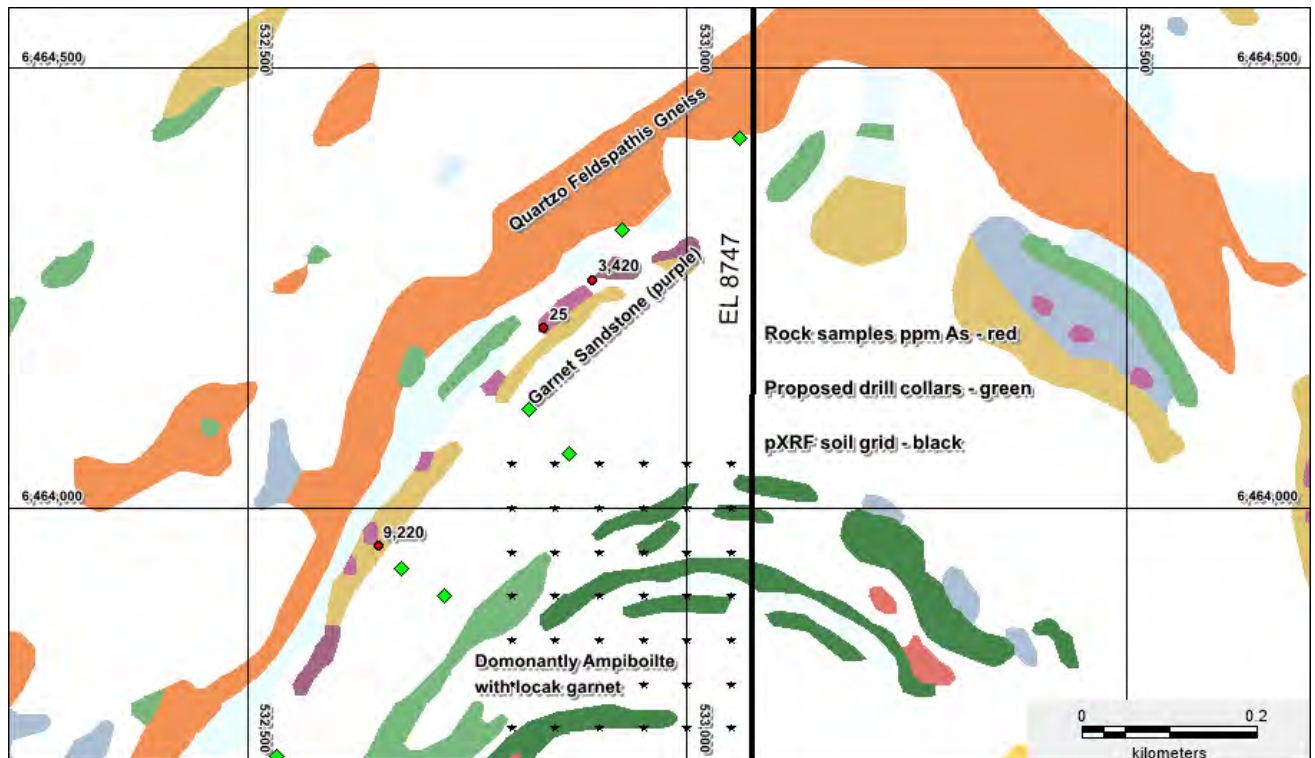 532,500
533,000
533,500
6,464,500
6,464,500
Quartzo Feldspathis Gneiss
EL 8747
3,420
25
Garnet Sandstone (purple)
Rock samples ppm As - red
Proposed drill collars - green
pXRF soil grid - black
6,464,000
6,464,000
9,220
Domonantly Ampiboilte
with locak garnet
532,500
533,000
0 0.2
kilometers